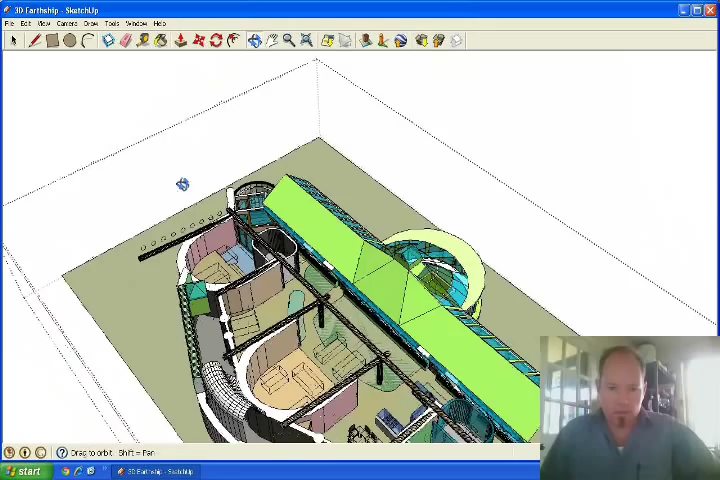 3D Earthship - SketchUp
File Edit View Camera Draw Tools Window Help
Drag to orbit. Shift = Pan
start
3D Earthship - SketchUp